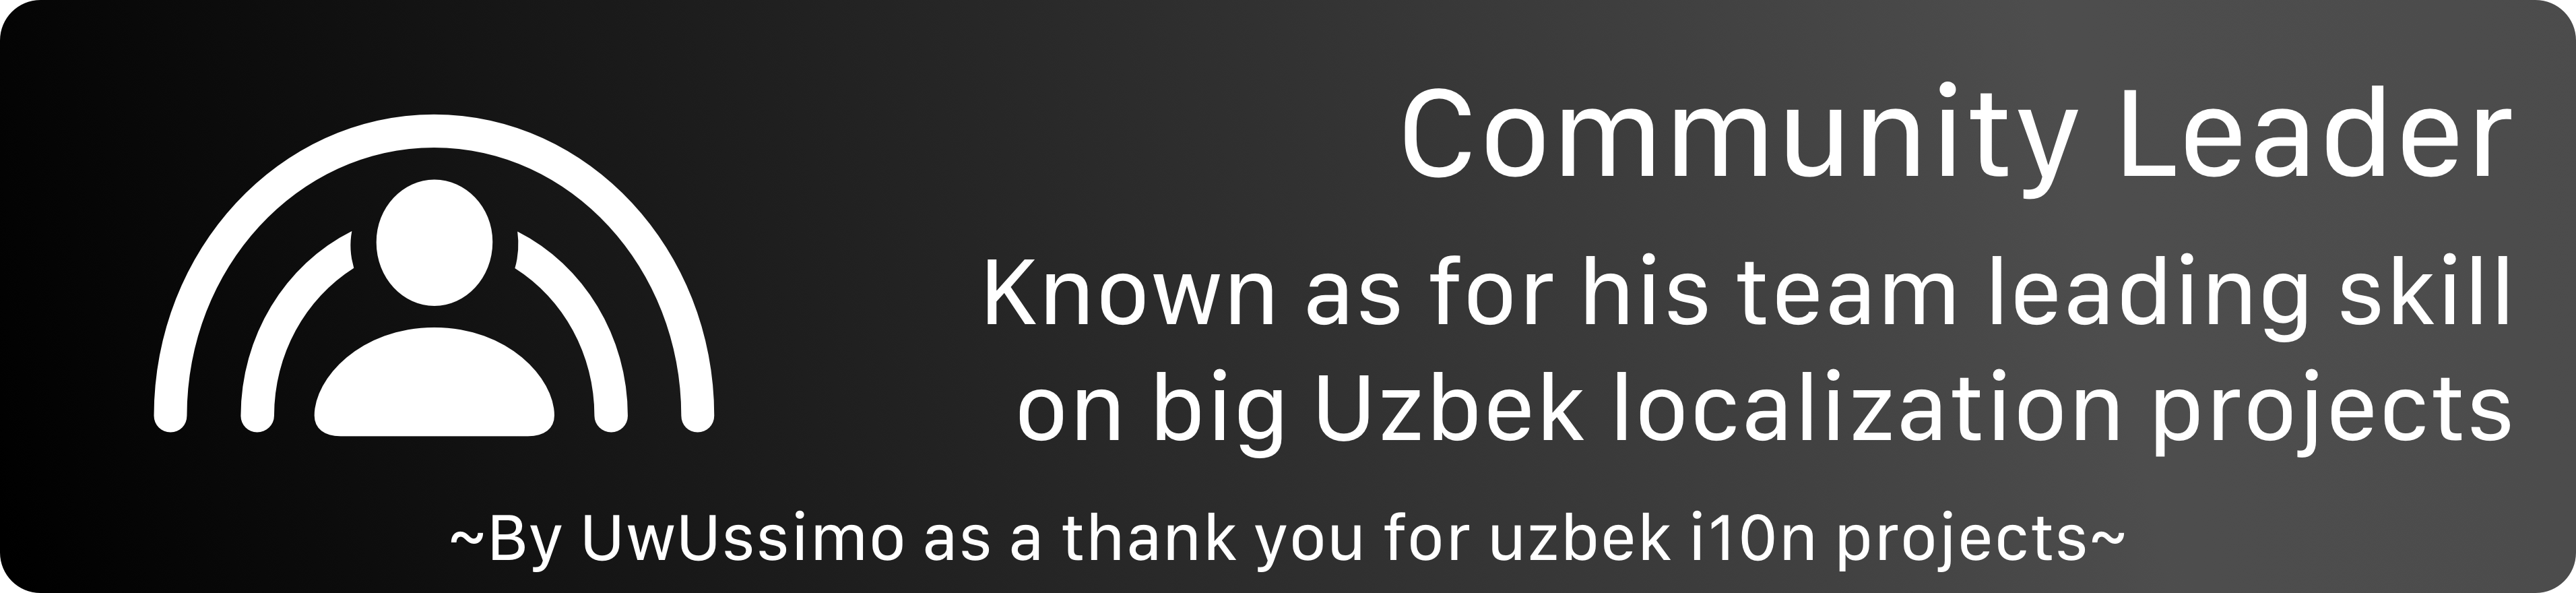 Community Leader
Known as for his team leading skill
on big Uzbek localization projects
~By UwUssimo as a thank you for uzbek i10n projects~